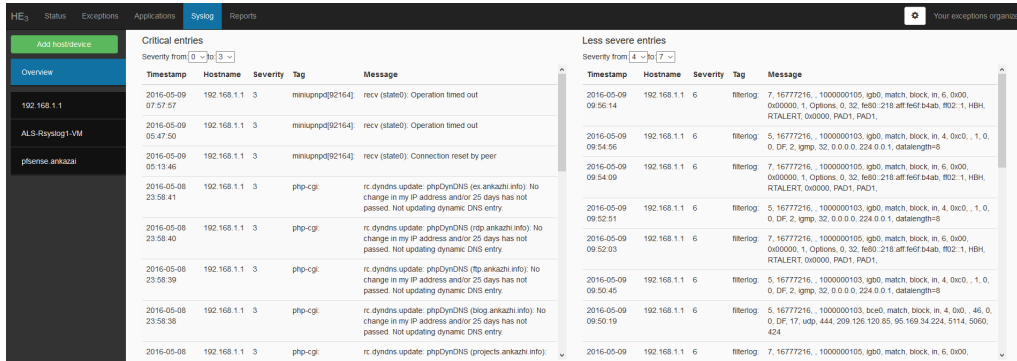 HE3 Status Exceptions Applications Syslog Reports Your exceptions organize
Add host/device
Overview
192.168.1.1
ALS-Rsyslog1-VM
pfsense.ankazai
Critical entries
Severity from: 0 to: 3
Timestamp Hostname Severity Tag Message
2016-05-09 192.168.1.1 3 miniupnpd[92164]: recv (state0): Operation timed out
07:57:57
2016-05-09 192.168.1.1 3 miniupnpd[92164]: recv (state0): Operation timed out
05:47:50
2016-05-09 192.168.1.1 3 miniupnpd[92164]: recv (state0): Connection reset by peer
05:13:46
2016-05-08 192.168.1.1 3 php-cgi: rc.dyndns.update: phpDynDNS (ex.ankazhi.info): No
23:58:41 change in my IP address and/or 25 days has not
passed. Not updating dynamic DNS entry.
2016-05-08 192.168.1.1 3 php-cgi: rc.dyndns.update: phpDynDNS (rdp.ankazhi.info): No
23:58:40 change in my IP address and/or 25 days has not
passed. Not updating dynamic DNS entry.
2016-05-08 192.168.1.1 3 php-cgi: rc.dyndns.update: phpDynDNS (ftp.ankazhi.info): No
23:58:39 change in my IP address and/or 25 days has not
passed. Not updating dynamic DNS entry.
2016-05-08 192.168.1.1 3 php-cgi: rc.dyndns.update: phpDynDNS (blog.ankazhi.info): No
23:58:38 change in my IP address and/or 25 days has not
passed. Not updating dynamic DNS entry.
2016-05-08 192.168.1.1 3 php-cgi: rc.dyndns.update: phpDynDNS (projects.ankazhi.info):
Less severe entries
Severity from: 4 to: 7
Timestamp Hostname Severity Tag Message
2016-05-09 192.168.1.1 6 filterlog: 7, 16777216, , 1000000105, igb0, match, block, in, 6, 0x00,
09:56:14 0x00000, 1, Options, 0, 32, fe80::218:aff:fe6f:b4ab, ff02::1, HBH,
RTALERT, 0x0000, PAD1, PAD1,
2016-05-09 192.168.1.1 6 filterlog: 5, 16777216, , 1000000105, igb0, match, block, in, 4, 0xc0, , 1, 0,
09:54:56 0, DF, 2, igmp, 32, 0.0.0.0, 224.0.0.1, datalength=8
2016-05-09 192.168.1.1 6 filterlog: 7, 16777216, , 1000000105, igb0, match, block, in, 6, 0x00,
09:54:09 0x00000, 1, Options, 0, 32, fe80::218:aff:fe6f:b4ab, ff02::1, HBH,
RTALERT, 0x0000, PAD1, PAD1,
2016-05-09 192.168.1.1 6 filterlog: 5, 16777216, , 1000000105, igb0, match, block, in, 4, 0xc0, , 1, 0,
09:52:51 0, DF, 2, igmp, 32, 0.0.0.0, 224.0.0.1, datalength=8
2016-05-09 192.168.1.1 6 filterlog: 7, 16777216, , 1000000105, igb0, match, block, in, 6, 0x00,
09:52:03 0x00000, 1, Options, 0, 32, fe80::218:aff:fe6f:b4ab, ff02::1, HBH,
RTALERT, 0x0000, PAD1, PAD1,
2016-05-09 192.168.1.1 6 filterlog: 5, 16777216, , 1000000105, igb0, match, block, in, 4, 0xc0, , 1, 0,
09:50:45 0, DF, 2, igmp, 32, 0.0.0.0, 224.0.0.1, datalength=8
2016-05-09 192.168.1.1 6 filterlog: 5, 16777216, , 1000000103, bce0, match, block, in, 4, 0x0, , 46, 0,
09:50:19 0, DF, 17, udp, 444, 209.126.120.85, 95.169.34.224, 5114, 5060,
424
2016-05-09 192.168.1.1 6 filterlog: 7, 16777216, , 1000000105, igb0, match, block, in, 6, 0x00,